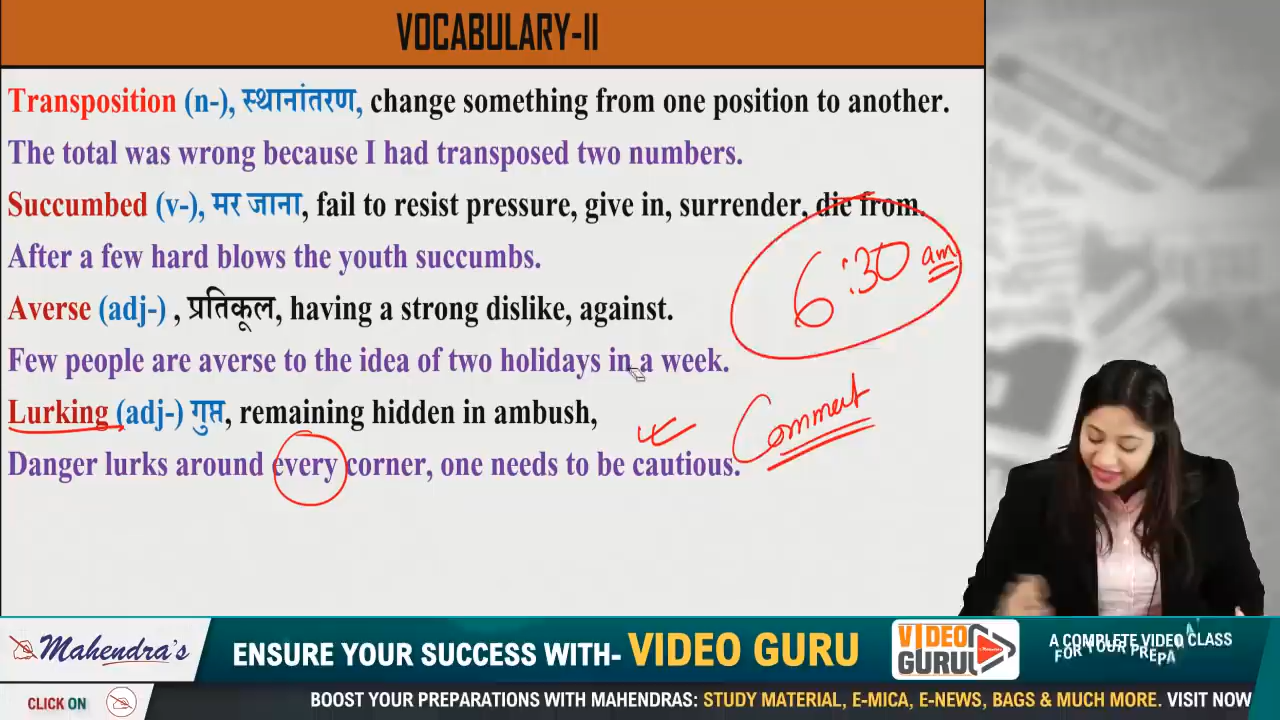 VOCABULARY-II
Transposition (n-), स्थानांतरण, change something from one position to another.
The total was wrong because I had transposed two numbers.
Succumbed (v-), मर जाना, fail to resist pressure, give in, surrender, die from.
After a few hard blows the youth succumbs.
6:30 am
Averse (adj-) , प्रतिकूल, having a strong dislike, against.
Few people are averse to the idea of two holidays in a week.
Lurking (adj-) गुप्त, remaining hidden in ambush,
Comment
Danger lurks around every corner, one needs to be cautious.
Mahendra's
ENSURE YOUR SUCCESS WITH- VIDEO GURU
VIDEO
GURU
A COMPLETE VIDEO CLASS
FOR YOUR PREPA
CLICK ON
BOOST YOUR PREPARATIONS WITH MAHENDRAS: STUDY MATERIAL, E-MICA, E-NEWS, BAGS & MUCH MORE. VISIT NOW